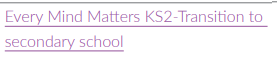 Every Mind Matters KS2-Transition to
secondary school